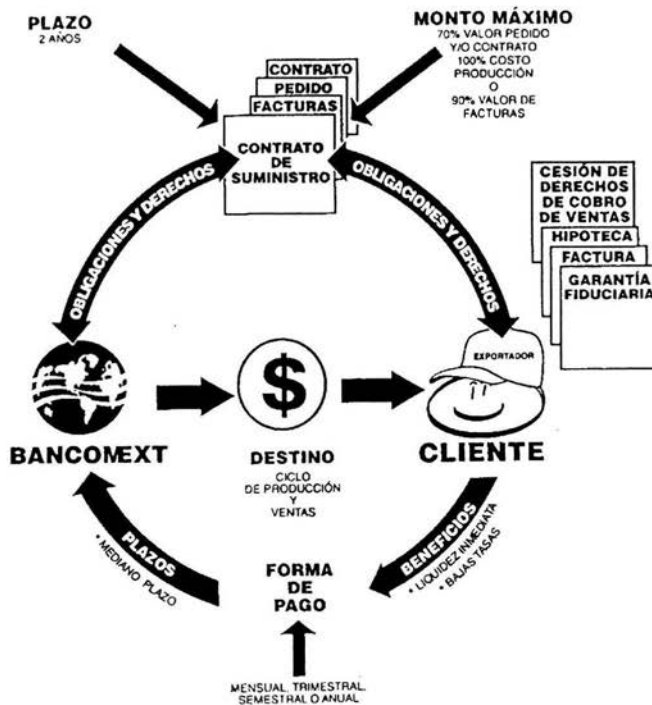 PLAZO
2 AÑOS
MONTO MÁXIMO
70% VALOR PEDIDO
Y/O CONTRATO
100% COSTO
PRODUCCIÓN
O
90% VALOR DE
FACTURAS
CONTRATO
PEDIDO
FACTURAS
CONTRATO
DE
SUMINISTRO
OBLIGACIONES Y DERECHOS
OBLIGACIONES Y DERECHOS
CESIÓN DE
DERECHOS
DE COBRO
DE VENTAS
HIPOTECA
FACTURA
GARANTÍA
FIDUCIARIA
EXPORTADOR
$
BANCOMEXT
DESTINO
CICLO
DE PRODUCCIÓN
Y
VENTAS
CLIENTE
PLAZOS
* MEDIANO PLAZO
BENEFICIOS
* LIQUIDEZ INMEDIATA
* BAJAS TASAS
FORMA
DE
PAGO
MENSUAL, TRIMESTRAL,
SEMESTRAL O ANUAL